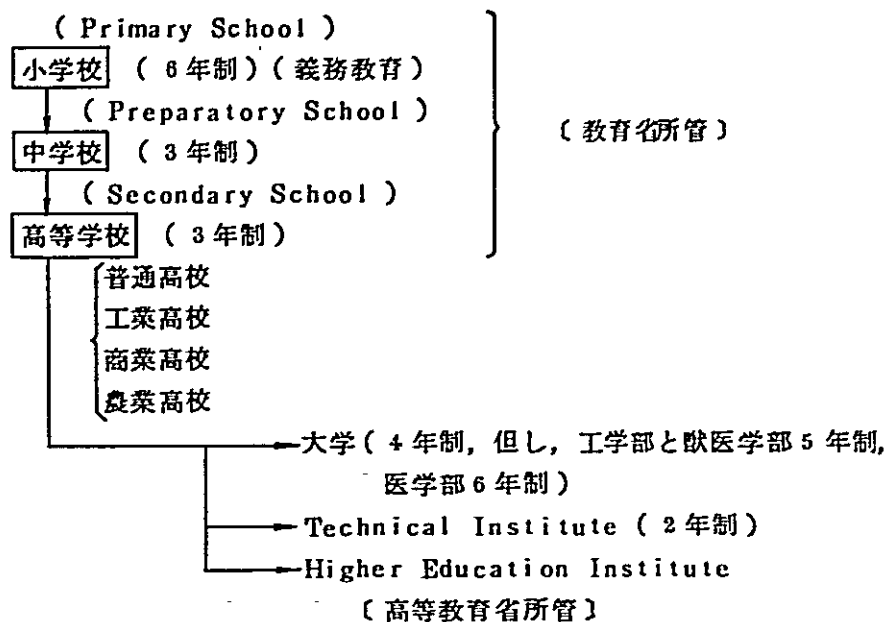 ( Primary School )
小学校 ( 6年制 ) ( 義務教育 )
( Preparatory School )
〔 教育省所管 〕
中学校 ( 3年制 )
( Secondary School )
高等学校 ( 3年制 )
普通高校
工業高校
商業高校
農業高校
大学 ( 4年制, 但し, 工学部と獣医学部5年制,
医学部6年制 )
Technical Institute ( 2年制 )
Higher Education Institute
〔 高等教育省所管 〕